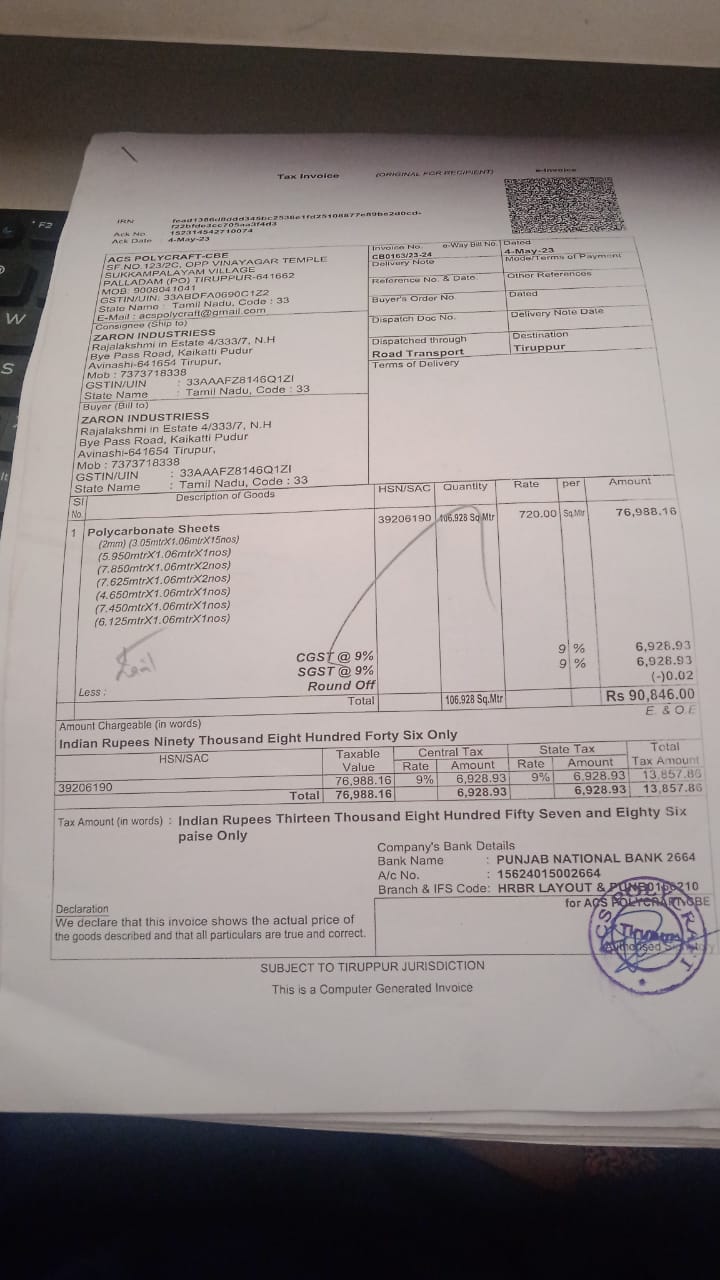 Tax Invoice
(ORIGINAL FOR RECIPIENT)
e-Invoice
IRN
Ack No. 152314542710074
Ack Date 4-May-23
ACS POLYCRAFT-CBE
SF.NO.123/2C, OPP VINAYAGAR TEMPLE
SUKKAMPALAYAM VILLAGE
PALLADAM (PO) TIRUPPUR-641662
MOB: 9008041041
GSTIN/UIN: 33ABDFA0690C1Z2
State Name : Tamil Nadu, Code : 33
E-Mail : acspolycraft@gmail.com
Invoice No. e-Way Bill No. Dated
CB0163/23-24 4-May-23
Delivery Note Mode/Terms of Payment
Reference No. & Date. Other References
Buyer's Order No. Dated
Dispatch Doc No. Delivery Note Date
Dispatched through Destination
Road Transport Tiruppur
Terms of Delivery
Consignee (Ship to)
ZARON INDUSTRIESS
Rajalakshmi in Estate 4/333/7, N.H
Bye Pass Road, Kaikatti Pudur
Avinashi-641654 Tirupur,
Mob : 7373718338
GSTIN/UIN : 33AAAFZ8146Q1ZI
State Name : Tamil Nadu, Code : 33
Buyer (Bill to)
ZARON INDUSTRIESS
Rajalakshmi in Estate 4/333/7, N.H
Bye Pass Road, Kaikatti Pudur
Avinashi-641654 Tirupur,
Mob : 7373718338
GSTIN/UIN : 33AAAFZ8146Q1ZI
State Name : Tamil Nadu, Code : 33
Sl No. Description of Goods HSN/SAC Quantity Rate per Amount
1 Polycarbonate Sheets 39206190 106.928 Sq.Mtr 720.00 Sq.Mtr 76,988.16
(2mm) (3.05mtrX1.06mtrX15nos)
(5.950mtrX1.06mtrX1nos)
(7.850mtrX1.06mtrX2nos)
(7.625mtrX1.06mtrX2nos)
(4.650mtrX1.06mtrX1nos)
(7.450mtrX1.06mtrX1nos)
(6.125mtrX1.06mtrX1nos)
CGST @ 9% 9 % 6,928.93
SGST @ 9% 9 % 6,928.93
Less : Round Off (-)0.02
Total 106.928 Sq.Mtr Rs 90,846.00
E. & O.E
Amount Chargeable (in words)
Indian Rupees Ninety Thousand Eight Hundred Forty Six Only
HSN/SAC Taxable Value Central Tax State Tax Total Tax Amount
Rate Amount Rate Amount
39206190 76,988.16 9% 6,928.93 9% 6,928.93 13,857.86
Total 76,988.16 6,928.93 6,928.93 13,857.86
Tax Amount (in words) : Indian Rupees Thirteen Thousand Eight Hundred Fifty Seven and Eighty Six
paise Only
Company's Bank Details
Bank Name : PUNJAB NATIONAL BANK 2664
A/c No. : 15624015002664
Branch & IFS Code: HRBR LAYOUT & PUNB0156210
Declaration
We declare that this invoice shows the actual price of
the goods described and that all particulars are true and correct.
for ACS POLYCRAFT-CBE
Authorised Signatory
ACS POLYCRAFT
SUBJECT TO TIRUPPUR JURISDICTION
This is a Computer Generated Invoice
F2
W
S